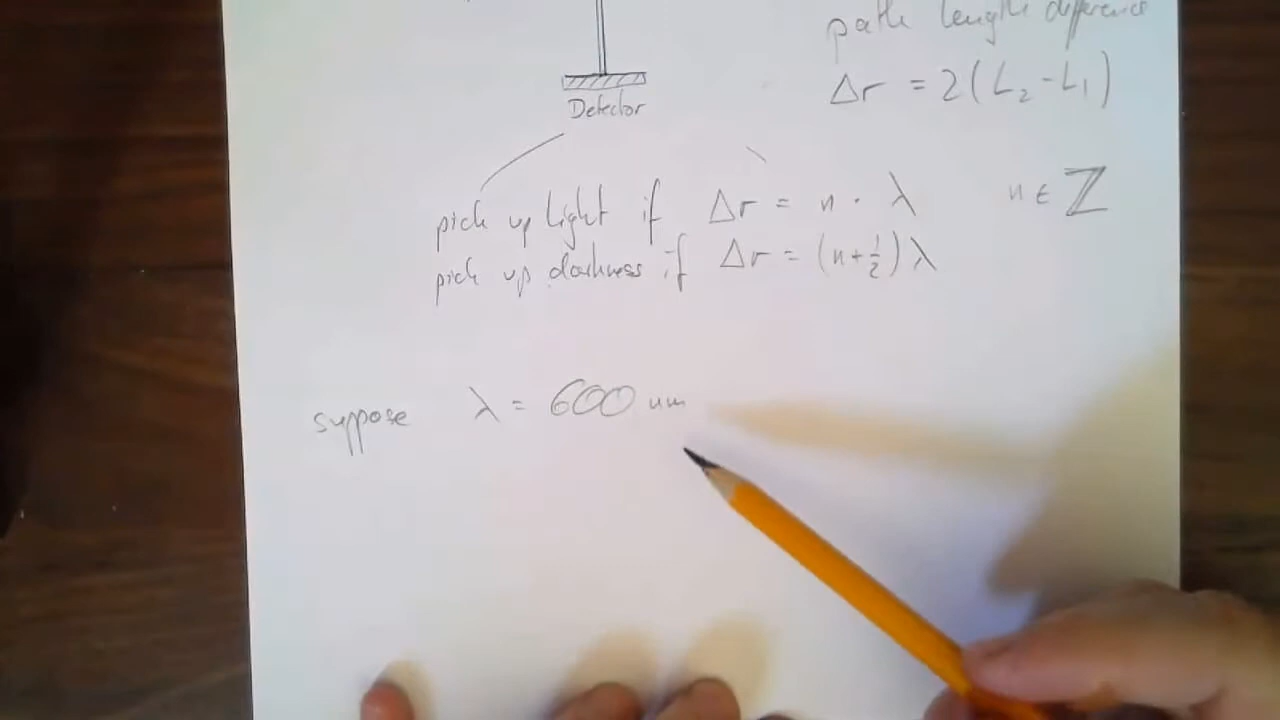 path length difference
Δr = 2(L₂-L₁)
Detector
pick up light if Δr = n · λ n ∈ ℤ
pick up darkness if Δr = (n+½)λ
suppose λ = 600 nm